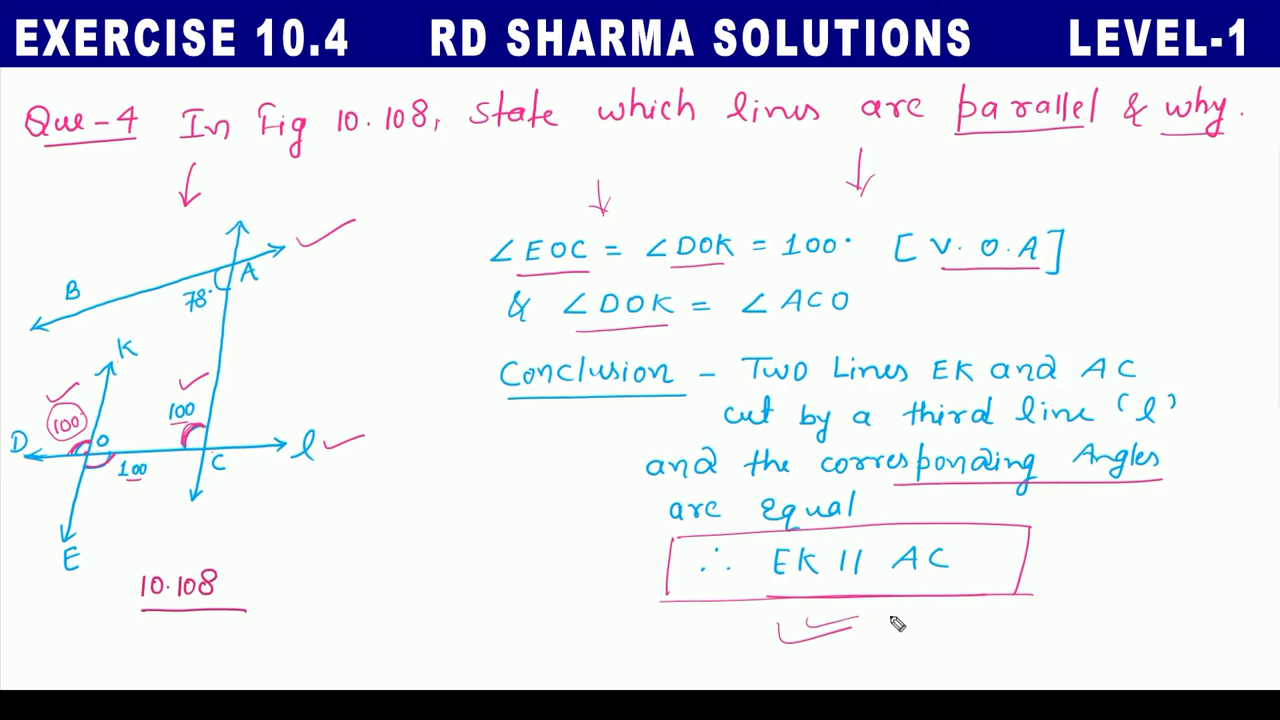 EXERCISE 10.4 RD SHARMA SOLUTIONS LEVEL-1
Que-4 In Fig 10.108, state which lines are parallel & why.
∠EOC = ∠DOK = 100° [V.O.A]
& ∠DOK = ∠ACO
Conclusion - Two Lines EK and AC
cut by a third line 'l'
and the corresponding Angles
are Equal
∴ EK || AC
A
B
78°
K
100°
100
D
O
C
l
100
E
10.108